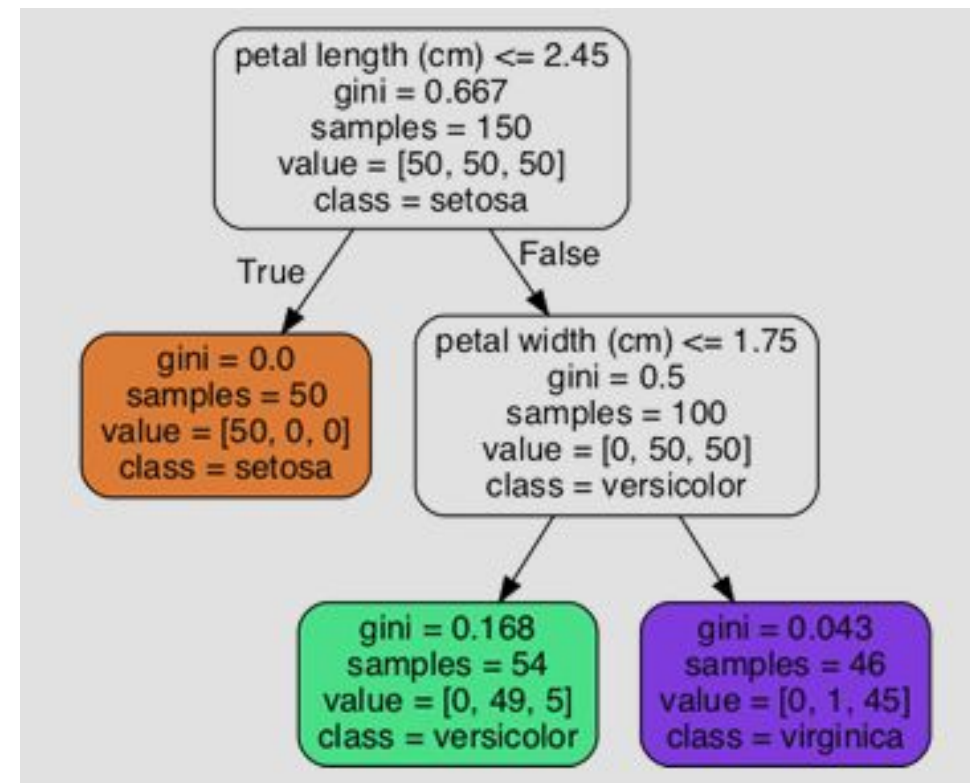 petal length (cm) <= 2.45
gini = 0.667
samples = 150
value = [50, 50, 50]
class = setosa
True
False
gini = 0.0
samples = 50
value = [50, 0, 0]
class = setosa
petal width (cm) <= 1.75
gini = 0.5
samples = 100
value = [0, 50, 50]
class = versicolor
gini = 0.168
samples = 54
value = [0, 49, 5]
class = versicolor
gini = 0.043
samples = 46
value = [0, 1, 45]
class = virginica